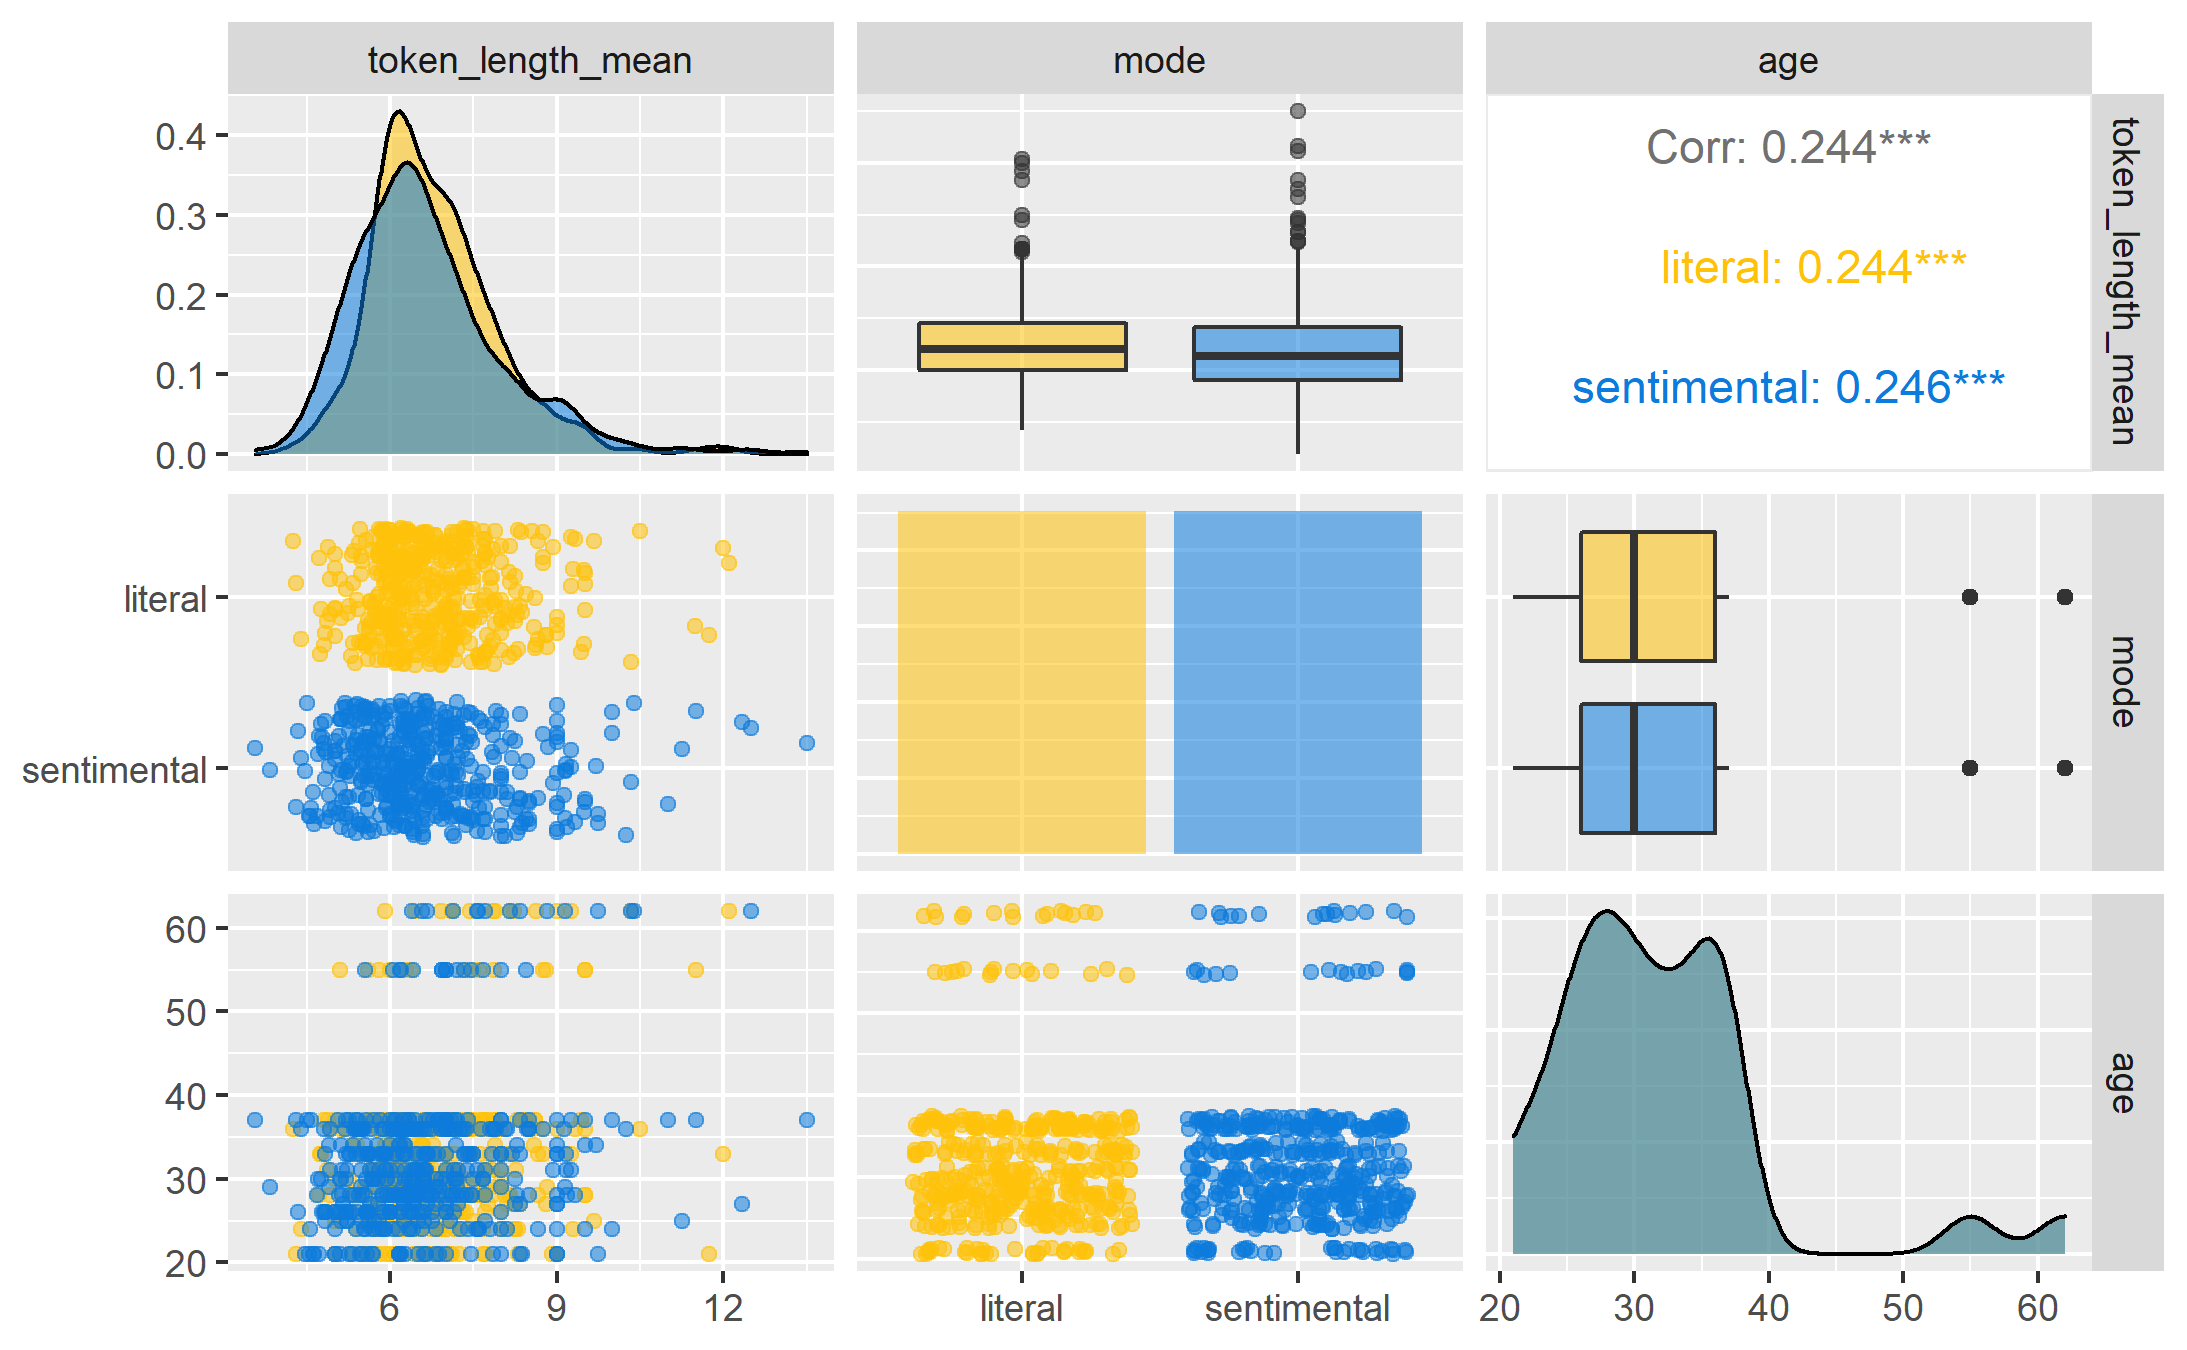 token_length_mean
mode
age
0.4
0.3
0.2
0.1
0.0
Corr: 0.244***
literal: 0.244***
sentimental: 0.246***
token_length_mean
literal
sentimental
mode
60
50
40
30
20
age
6
9
12
literal
sentimental
20
30
40
50
60